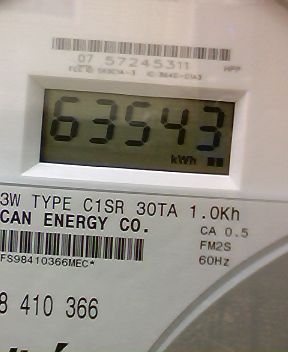 07 57245311
63543
kWh
3W TYPE C1SR 30TA 1.0Kh
CAN ENERGY CO.
CA 0.5
FM2S
60Hz
FS98410366MEC*
8 410 366